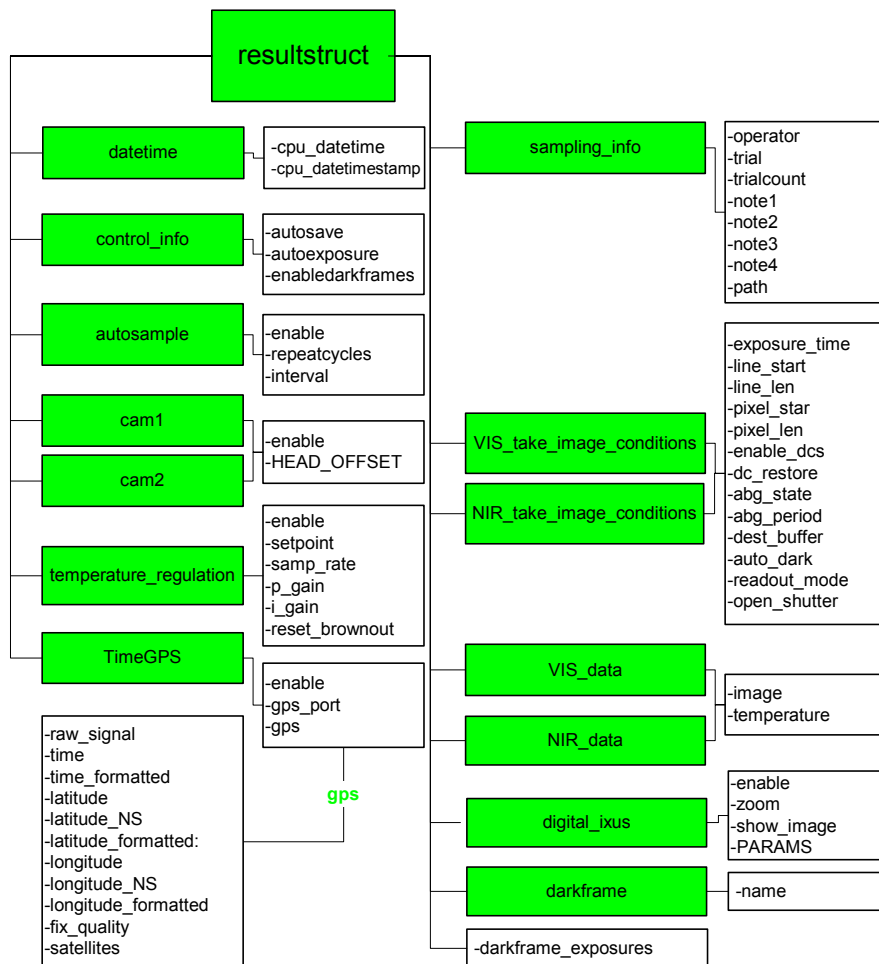 resultstruct
datetime
-cpu_datetime
-cpu_datetimestamp
control_info
-autosave
-autoexposure
-enabledarkframes
autosample
-enable
-repeatcycles
-interval
cam1
cam2
-enable
-HEAD_OFFSET
temperature_regulation
-enable
-setpoint
-samp_rate
-p_gain
-i_gain
-reset_brownout
TimeGPS
-enable
-gps_port
-gps
gps
-raw_signal
-time
-time_formatted
-latitude
-latitude_NS
-latitude_formatted:
-longitude
-longitude_NS
-longitude_formatted
-fix_quality
-satellites
sampling_info
-operator
-trial
-trialcount
-note1
-note2
-note3
-note4
-path
VIS_take_image_conditions
NIR_take_image_conditions
-exposure_time
-line_start
-line_len
-pixel_star
-pixel_len
-enable_dcs
-dc_restore
-abg_state
-abg_period
-dest_buffer
-auto_dark
-readout_mode
-open_shutter
VIS_data
NIR_data
-image
-temperature
digital_ixus
-enable
-zoom
-show_image
-PARAMS
darkframe
-name
-darkframe_exposures